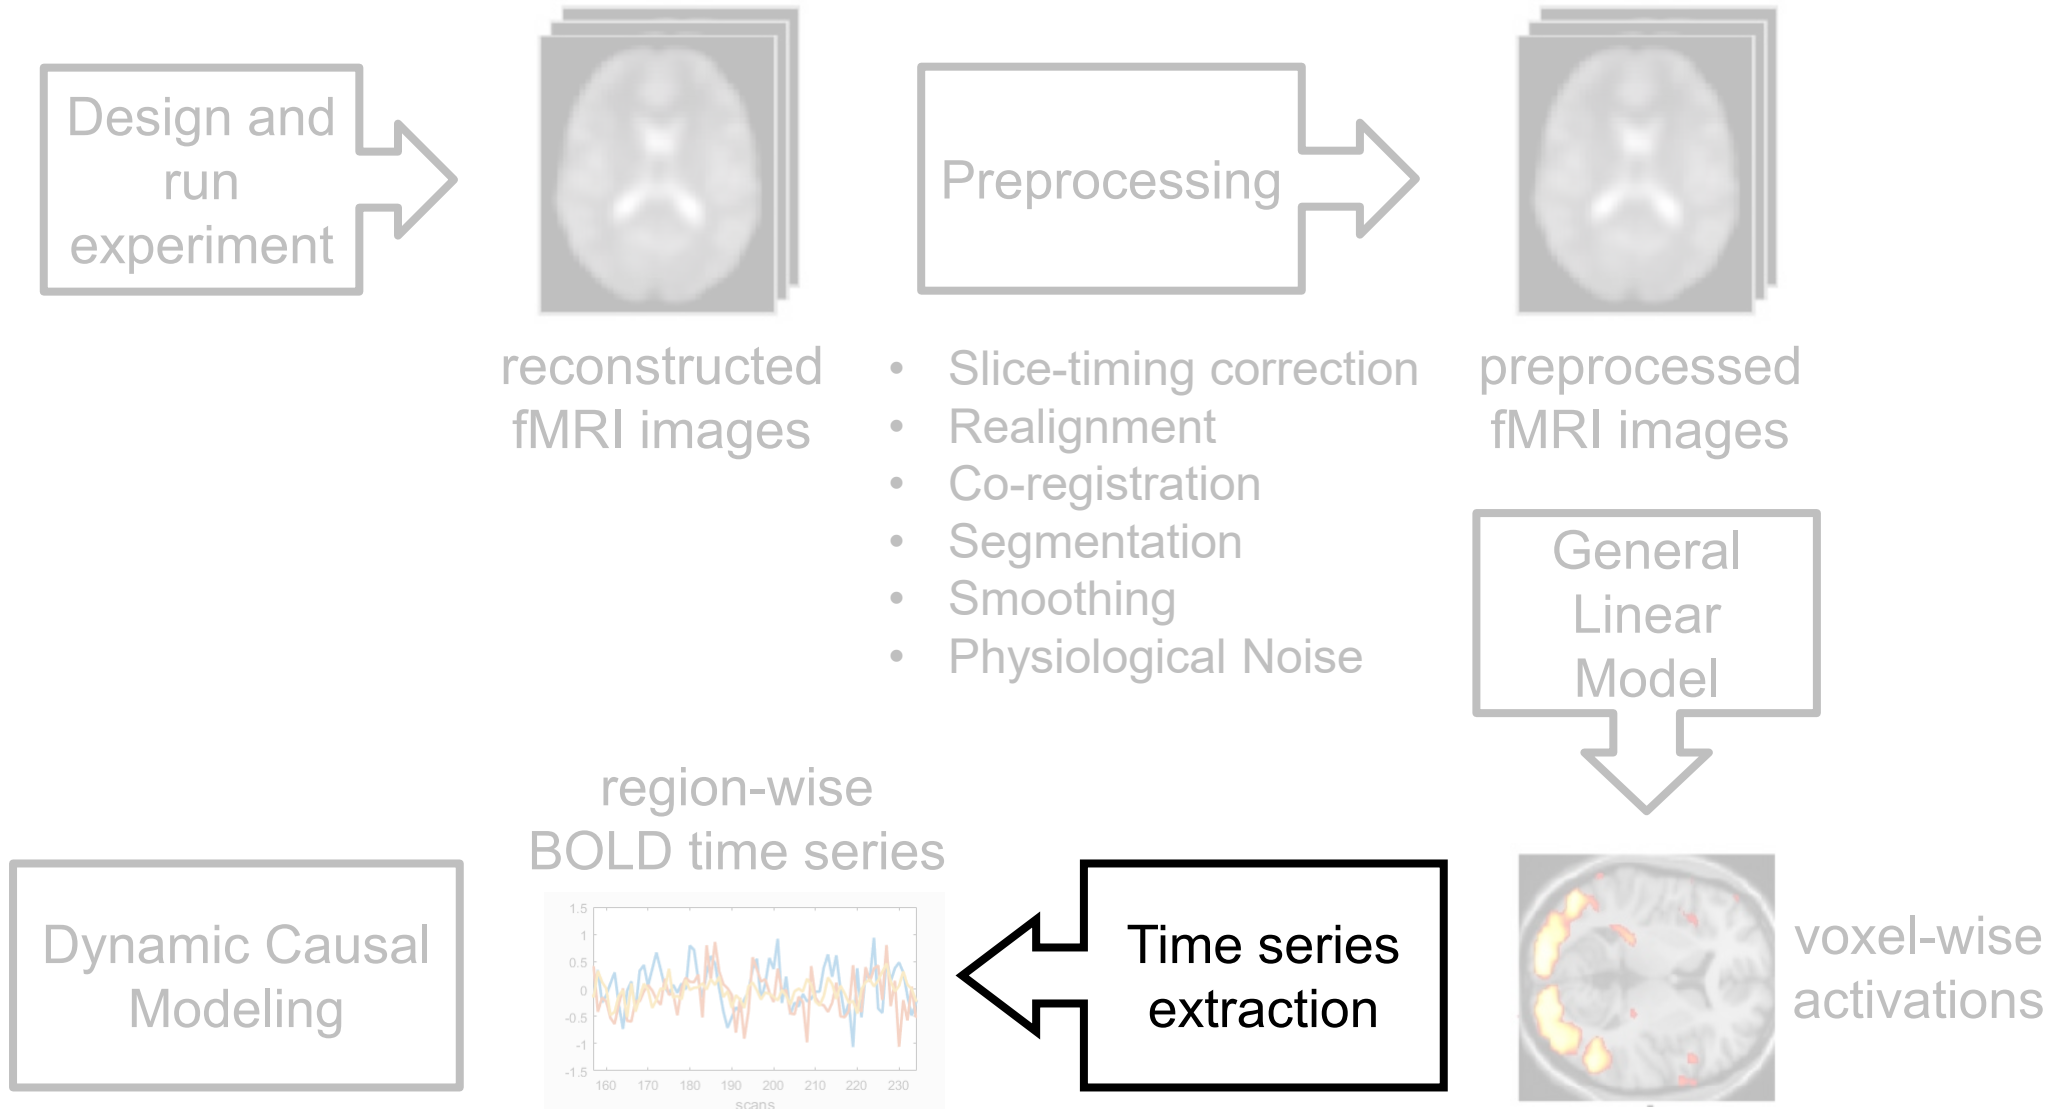 Design and
run
experiment
reconstructed
fMRI images
Preprocessing
• Slice-timing correction
• Realignment
• Co-registration
• Segmentation
• Smoothing
• Physiological Noise
preprocessed
fMRI images
General
Linear
Model
voxel-wise
activations
Time series
extraction
region-wise
BOLD time series
1.5
1
0.5
0
-0.5
-1
-1.5
160 170 180 190 200 210 220 230
scans
Dynamic Causal
Modeling